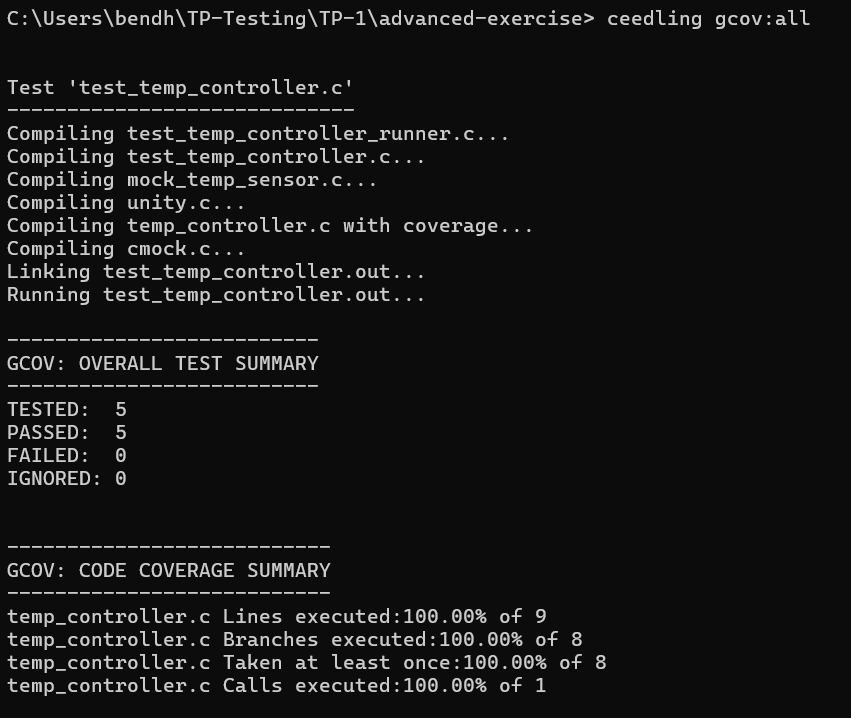 C:\Users\bendh\TP-Testing\TP-1\advanced-exercise> ceedling gcov:all
Test 'test_temp_controller.c'
-----------------------------
Compiling test_temp_controller_runner.c...
Compiling test_temp_controller.c...
Compiling mock_temp_sensor.c...
Compiling unity.c...
Compiling temp_controller.c with coverage...
Compiling cmock.c...
Linking test_temp_controller.out...
Running test_temp_controller.out...
--------------------------
GCOV: OVERALL TEST SUMMARY
--------------------------
TESTED:  5
PASSED:  5
FAILED:  0
IGNORED: 0
---------------------------
GCOV: CODE COVERAGE SUMMARY
---------------------------
temp_controller.c Lines executed:100.00% of 9
temp_controller.c Branches executed:100.00% of 8
temp_controller.c Taken at least once:100.00% of 8
temp_controller.c Calls executed:100.00% of 1